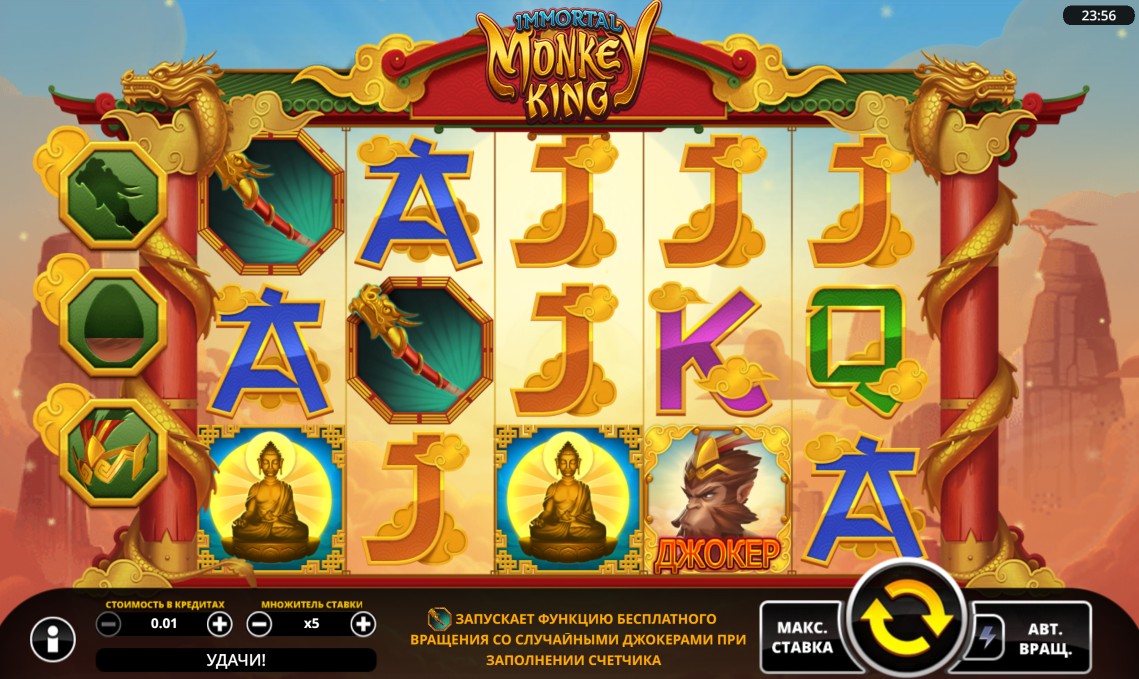 23:56
IMMORTAL
MONKEY
KING
A J J J
A J K Q
J A
ДЖОКЕР
СТОИМОСТЬ В КРЕДИТАХ
0.01
МНОЖИТЕЛЬ СТАВКИ
x5
УДАЧИ!
ЗАПУСКАЕТ ФУНКЦИЮ БЕСПЛАТНОГО
ВРАЩЕНИЯ СО СЛУЧАЙНЫМИ ДЖОКЕРАМИ ПРИ
ЗАПОЛНЕНИИ СЧЕТЧИКА
МАКС.
СТАВКА
АВТ.
ВРАЩ.